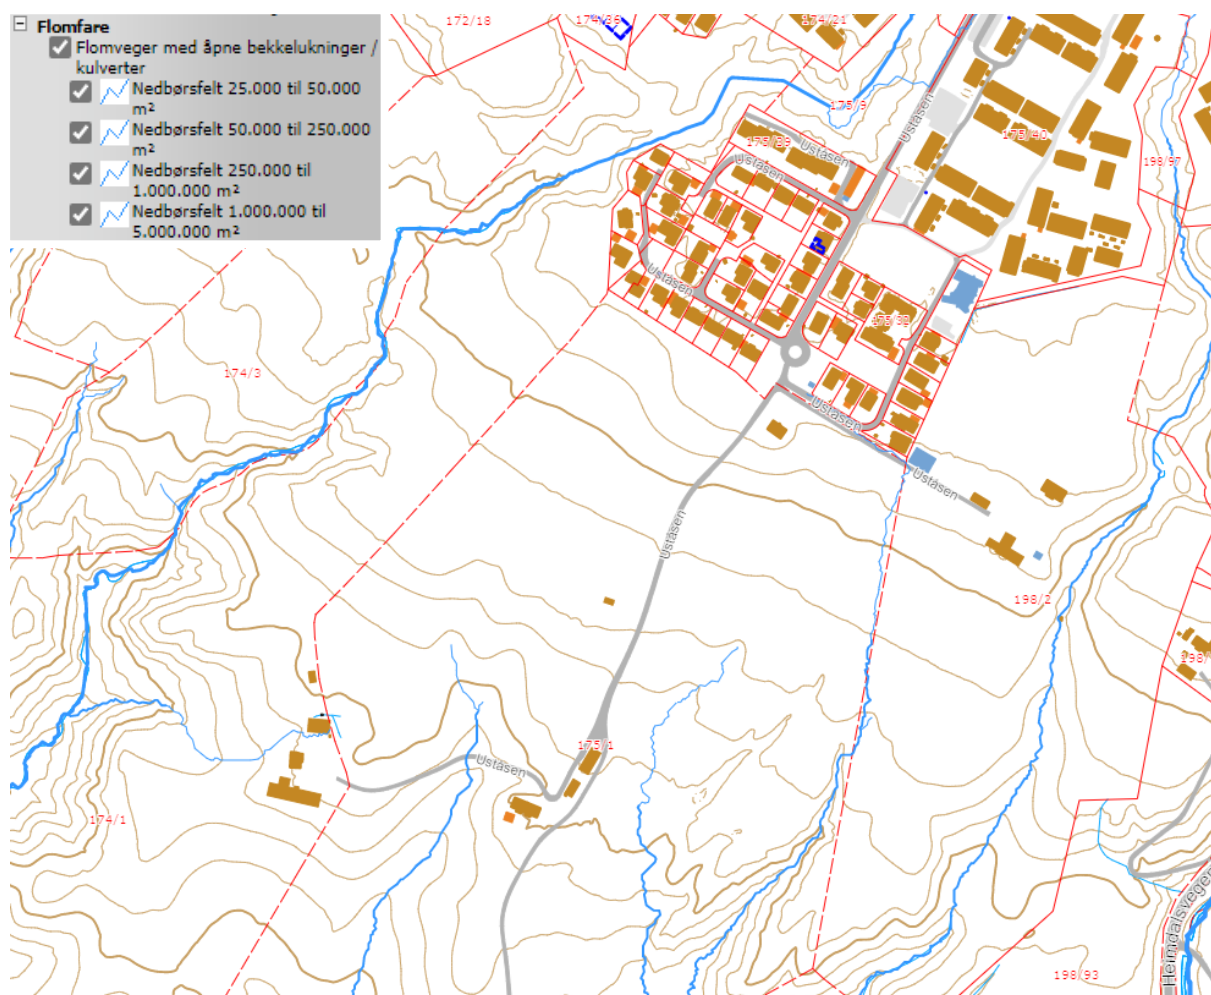 Flomfare
Flomveger med åpne bekkelukninger /
kulverter
Nedbørsfelt 25.000 til 50.000
m²
Nedbørsfelt 50.000 til 250.000
m²
Nedbørsfelt 250.000 til
1.000.000 m²
Nedbørsfelt 1.000.000 til
5.000.000 m²
172/18
174/21
175/9
Uståsen
175/40
198/97
Uståsen
Uståsen
Uståsen
174/3
Uståsen
Uståsen
Uståsen
198/2
175/1
Uståsen
174/1
Heimdalsvegen
198/93